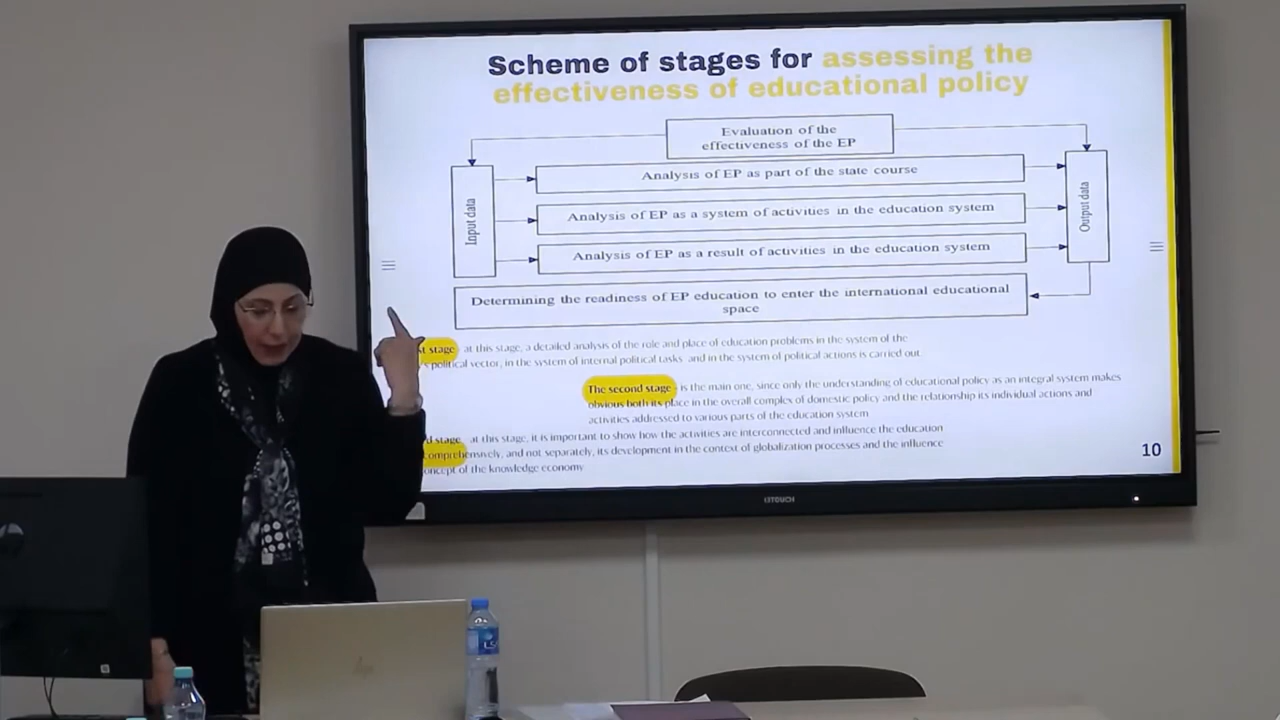 Scheme of stages for assessing the
effectiveness of educational policy
Evaluation of the
effectiveness of the EP
Input data
Analysis of EP as part of the state course
Analysis of EP as a system of activities in the education system
Analysis of EP as a result of activities in the education system
Output data
Determining the readiness of EP education to enter the international educational
space
stage at this stage, a detailed analysis of the role and place of education problems in the system of the
political vector, in the system of internal political tasks and in the system of political actions is carried out.
The second stage - is the main one, since only the understanding of educational policy as an integral system makes
obvious both its place in the overall complex of domestic policy and the relationship its individual actions and
activities addressed to various parts of the education system
stage at this stage, it is important to show how the activities are interconnected and influence the education
comprehensively, and not separately, its development in the context of globalization processes and the influence
of the knowledge economy
10
hp